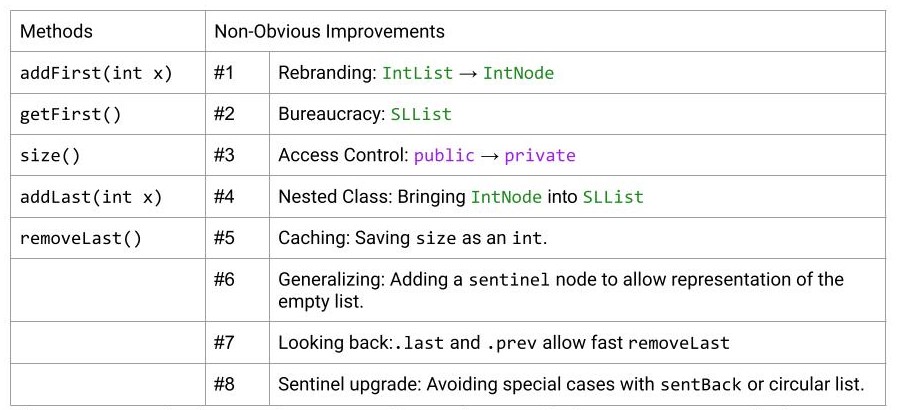 Methods Non-Obvious Improvements
addFirst(int x) #1 Rebranding: IntList → IntNode
getFirst() #2 Bureaucracy: SLList
size() #3 Access Control: public → private
addLast(int x) #4 Nested Class: Bringing IntNode into SLList
removeLast() #5 Caching: Saving size as an int.
#6 Generalizing: Adding a sentinel node to allow representation of the
empty list.
#7 Looking back:.last and .prev allow fast removeLast
#8 Sentinel upgrade: Avoiding special cases with sentBack or circular list.